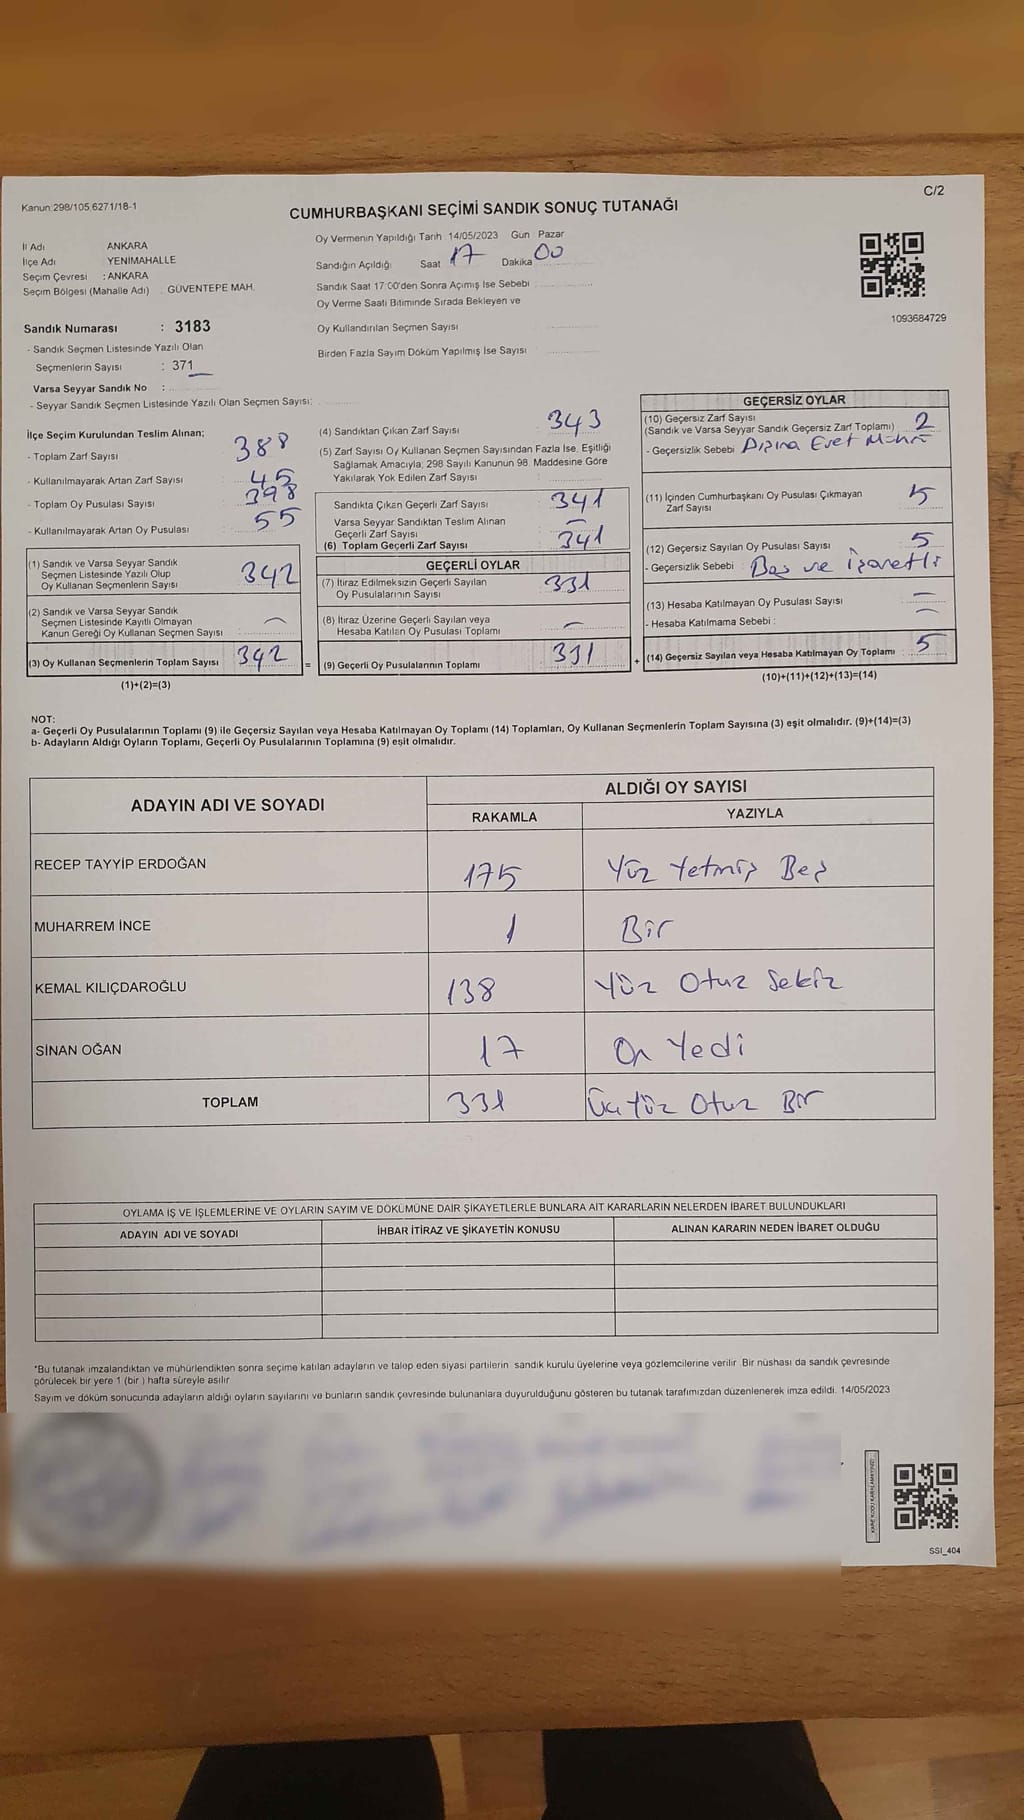 C/2
Kanun:298/105,6271/18-1
CUMHURBAŞKANI SEÇİMİ SANDIK SONUÇ TUTANAĞI
İl Adı ANKARA
İlçe Adı YENİMAHALLE
Seçim Çevresi : ANKARA
Seçim Bölgesi (Mahalle Adı) GÜVENTEPE MAH.
Oy Vermenin Yapıldığı Tarih 14/05/2023 Gün Pazar
Sandığın Açıldığı Saat 17 Dakika 00
Sandık Saat 17:00'den Sonra Açımış İse Sebebi
Oy Verme Saati Bitiminde Sırada Bekleyen ve
Oy Kullandırılan Seçmen Sayısı
Birden Fazla Sayım Döküm Yapılmış İse Sayısı
1093684729
Sandık Numarası : 3183
- Sandık Seçmen Listesinde Yazılı Olan
Seçmenlerin Sayısı : 371
Varsa Seyyar Sandık No :
- Seyyar Sandık Seçmen Listesinde Yazılı Olan Seçmen Sayısı:
İlçe Seçim Kurulundan Teslim Alınan;
- Toplam Zarf Sayısı 388
- Kullanılmayarak Artan Zarf Sayısı 45
- Toplam Oy Pusulası Sayısı 398
- Kullanılmayarak Artan Oy Pusulası 55
(1) Sandık ve Varsa Seyyar Sandık
Seçmen Listesinde Yazılı Olup
Oy Kullanan Seçmenlerin Sayısı 342
(2) Sandık ve Varsa Seyyar Sandık
Seçmen Listesinde Kayıtlı Olmayan
Kanun Gereği Oy Kullanan Seçmen Sayısı —
(3) Oy Kullanan Seçmenlerin Toplam Sayısı 342 =
(1)+(2)=(3)
(4) Sandıktan Çıkan Zarf Sayısı 343
(5) Zarf Sayısı Oy Kullanan Seçmen Sayısından Fazla İse, Eşitliği
Sağlamak Amacıyla; 298 Sayılı Kanunun 98. Maddesine Göre
Yakılarak Yok Edilen Zarf Sayısı
Sandıkta Çıkan Geçerli Zarf Sayısı 341
Varsa Seyyar Sandıktan Teslim Alınan
Geçerli Zarf Sayısı —
(6) Toplam Geçerli Zarf Sayısı 341
GEÇERLİ OYLAR
(7) İtiraz Edilmeksizin Geçerli Sayılan
Oy Pusulalarının Sayısı 331
(8) İtiraz Üzerine Geçerli Sayılan veya
Hesaba Katılan Oy Pusulası Toplamı —
(9) Geçerli Oy Pusulalarının Toplamı 331 +
GEÇERSİZ OYLAR
(10) Geçersiz Zarf Sayısı
(Sandık ve Varsa Seyyar Sandık Geçersiz Zarf Toplamı) 2
- Geçersizlik Sebebi Evet
(11) İçinden Cumhurbaşkanı Oy Pusulası Çıkmayan
Zarf Sayısı 5
(12) Geçersiz Sayılan Oy Pusulası Sayısı 5
- Geçersizlik Sebebi : Boş ve İşaretli
(13) Hesaba Katılmayan Oy Pusulası Sayısı —
- Hesaba Katılmama Sebebi : —
(14) Geçersiz Sayılan veya Hesaba Katılmayan Oy Toplamı 5
(10)+(11)+(12)+(13)=(14)
NOT:
a- Geçerli Oy Pusulalarının Toplamı (9) ile Geçersiz Sayılan veya Hesaba Katılmayan Oy Toplamı (14) Toplamları, Oy Kullanan Seçmenlerin Toplam Sayısına (3) eşit olmalıdır. (9)+(14)=(3)
b- Adayların Aldığı Oyların Toplamı, Geçerli Oy Pusulalarının Toplamına (9) eşit olmalıdır.
ADAYIN ADI VE SOYADI
ALDIĞI OY SAYISI
RAKAMLA YAZIYLA
RECEP TAYYİP ERDOĞAN 175 Yüz Yetmiş Beş
MUHARREM İNCE 1 Bir
KEMAL KILIÇDAROĞLU 138 Yüz Otuz Sekiz
SİNAN OĞAN 17 On Yedi
TOPLAM 331 Üç Yüz Otuz Bir
OYLAMA İŞ VE İŞLEMLERİNE VE OYLARIN SAYIM VE DÖKÜMÜNE DAİR ŞİKAYETLERLE BUNLARA AİT KARARLARIN NELERDEN İBARET BULUNDUKLARI
ADAYIN ADI VE SOYADI İHBAR İTİRAZ VE ŞİKAYETİN KONUSU ALINAN KARARIN NEDEN İBARET OLDUĞU
*Bu tutanak imzalandıktan ve mühürlendikten sonra seçime katılan adayların ve talep eden siyasi partilerin sandık kurulu üyelerine veya gözlemcilerine verilir. Bir nüshası da sandık çevresinde
görülecek bir yere 1 (bir ) hafta süreyle asılır
Sayım ve döküm sonucunda adayların aldığı oyların sayılarını ve bunların sandık çevresinde bulunanlara duyurulduğunu gösteren bu tutanak tarafımızdan düzenlenerek imza edildi. 14/05/2023
SSI_404